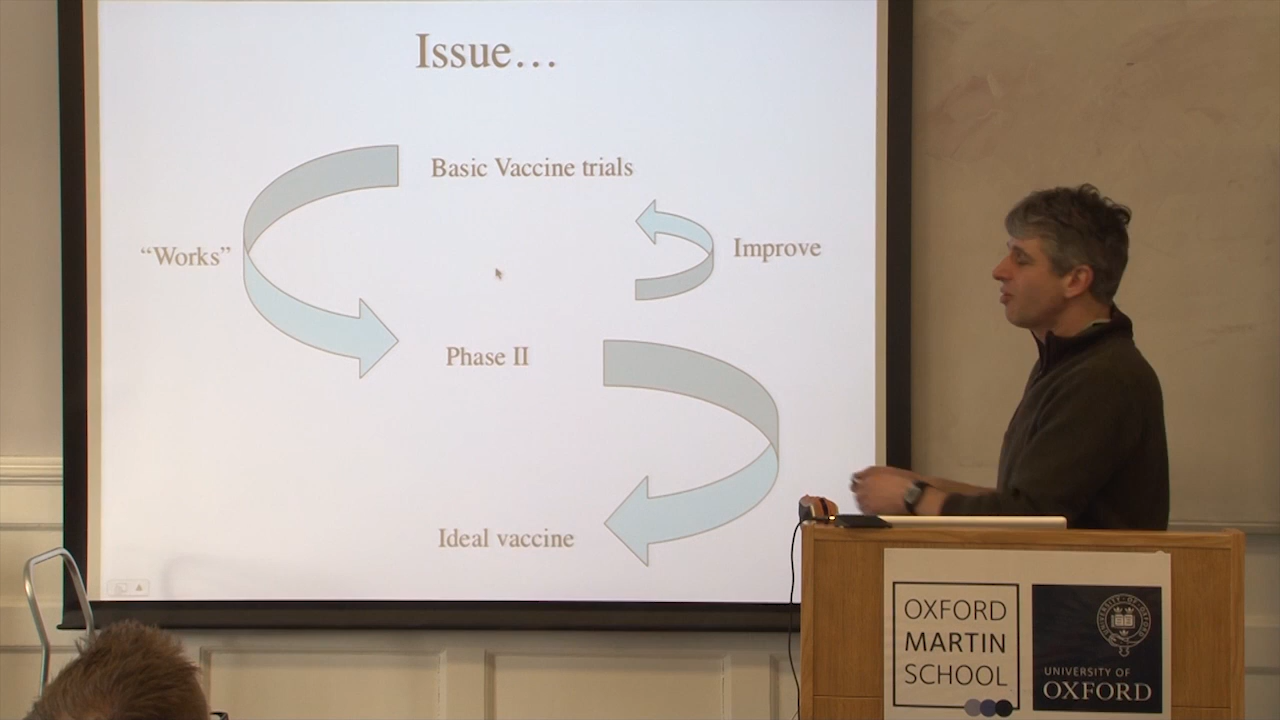 Issue…
Basic Vaccine trials
“Works”
Improve
Phase II
Ideal vaccine
OXFORD
MARTIN
SCHOOL
UNIVERSITY OF
OXFORD